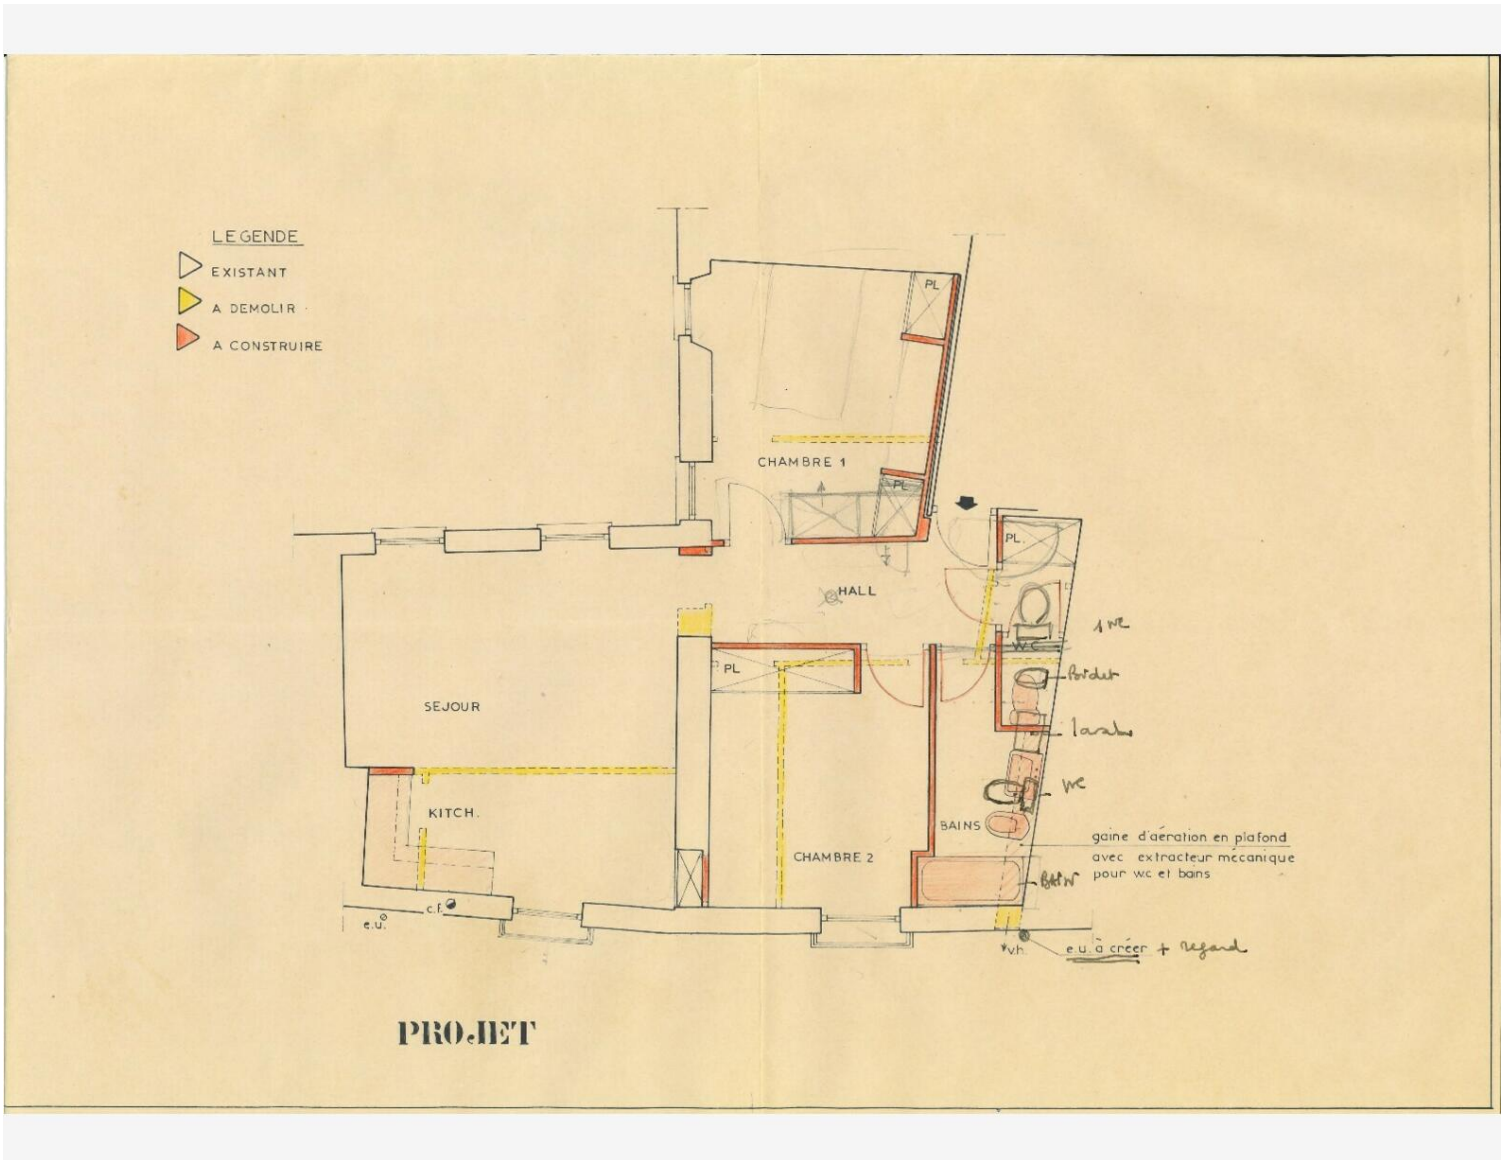 LEGENDE
EXISTANT
A DEMOLIR
A CONSTRUIRE
PL
CHAMBRE 1
PL
PL.
HALL
1 WC
WC
Bidet
PL
SEJOUR
KITCH.
WC
BAINS
CHAMBRE 2
gaine d'aération en plafond
avec extracteur mécanique
pour wc et bains
BAIN
c.f.
e.u.
v.h.
e.u. à créer + regard
PROJET